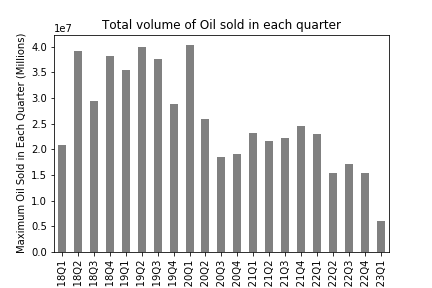 Total volume of Oil sold in each quarter
1e7
Maximum Oil Sold in Each Quarter (Millions)
4.0
3.5
3.0
2.5
2.0
1.5
1.0
0.5
0.0
18Q1
18Q2
18Q3
18Q4
19Q1
19Q2
19Q3
19Q4
20Q1
20Q2
20Q3
20Q4
21Q1
21Q2
21Q3
21Q4
22Q1
22Q2
22Q3
22Q4
23Q1